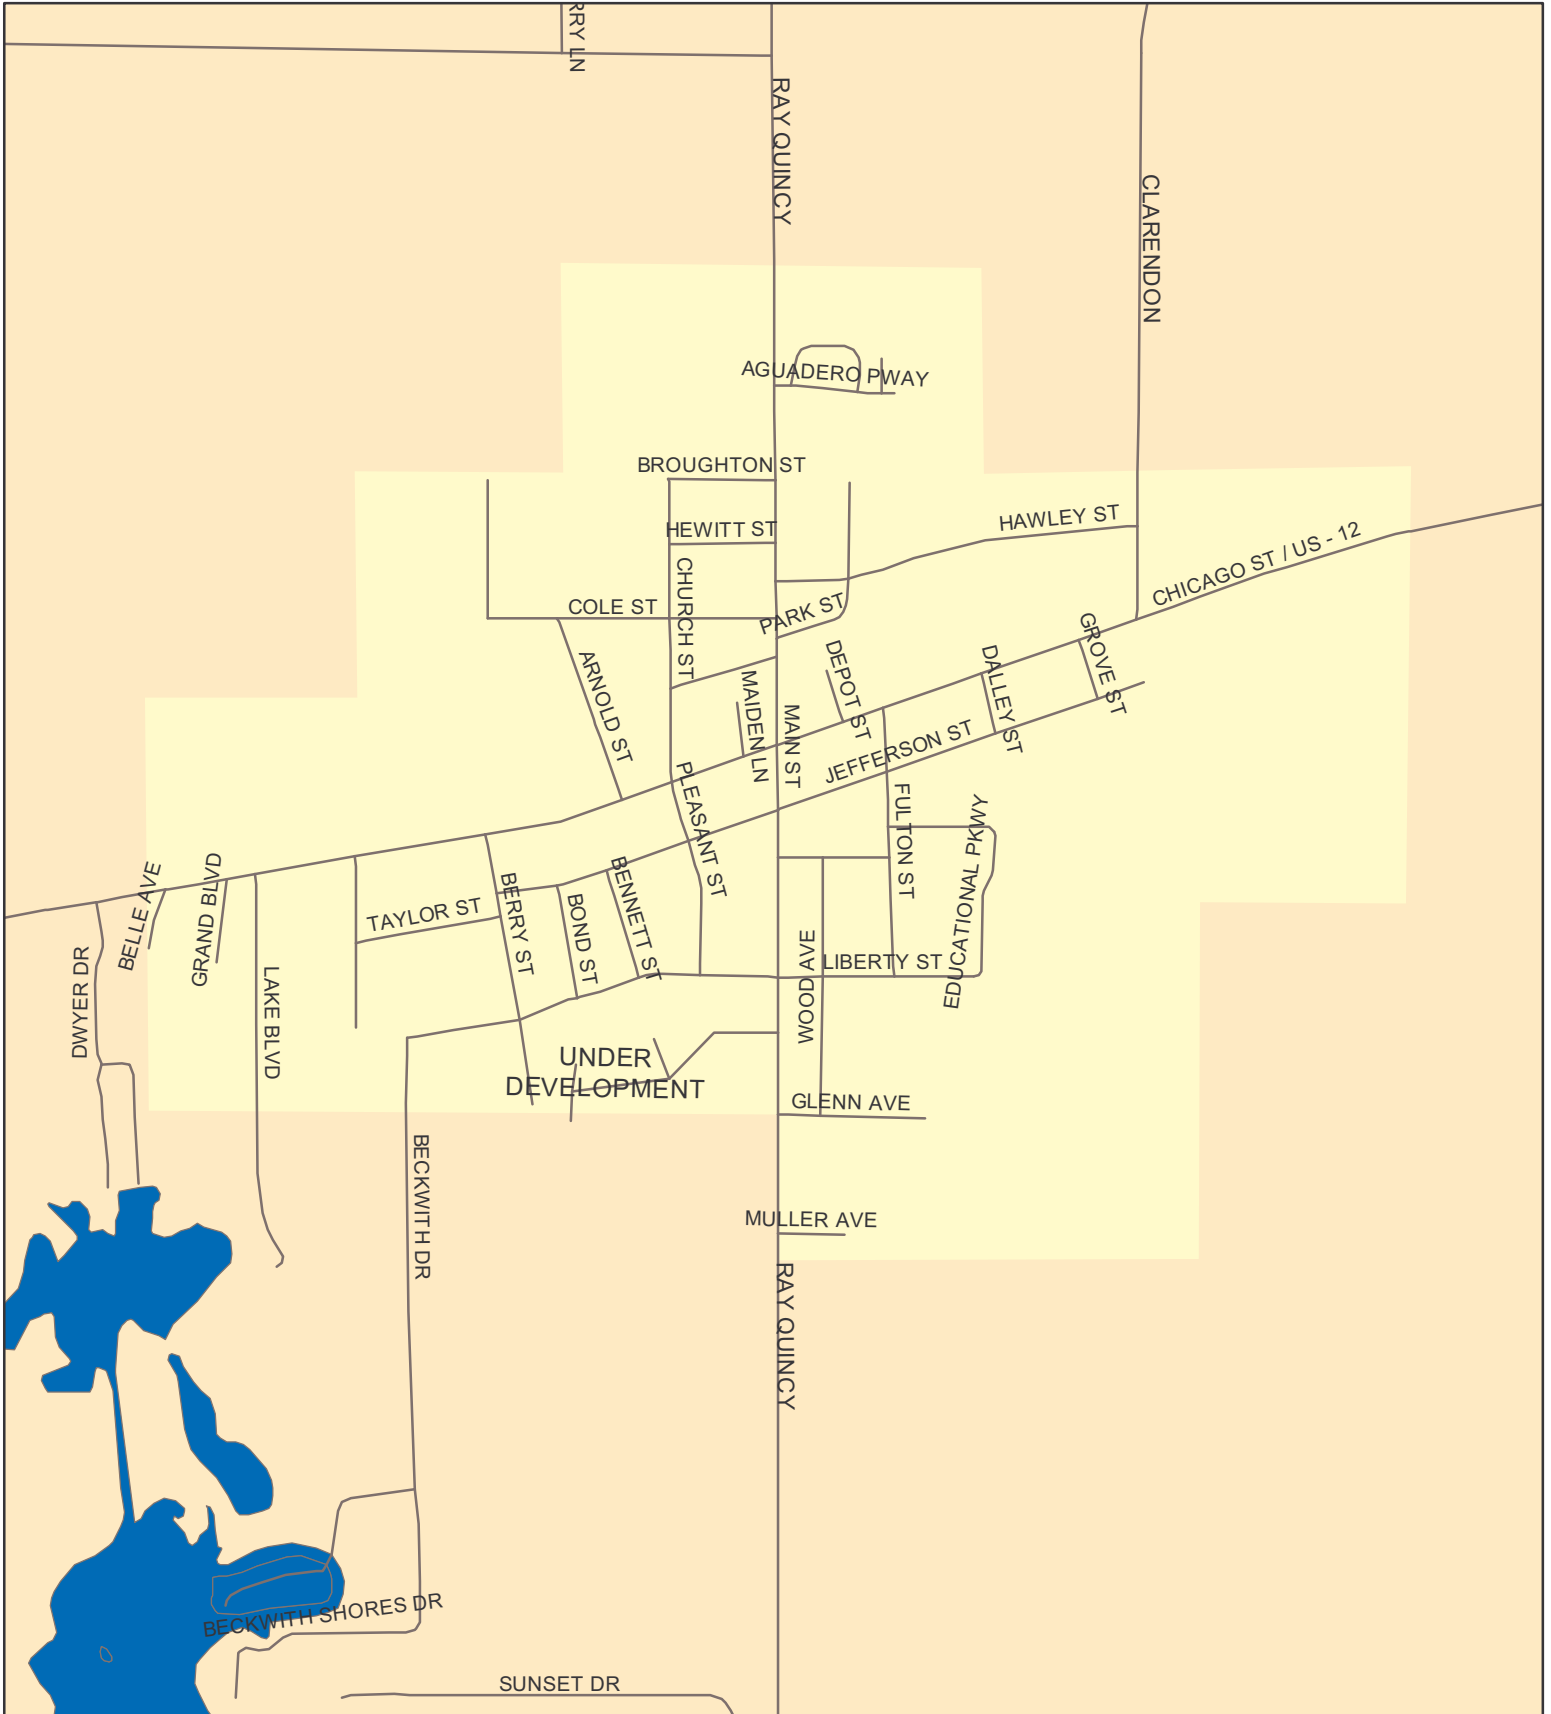 RRY LN
RAY QUINCY
CLARENDON
AGUADERO PWAY
BROUGHTON ST
HEWITT ST
HAWLEY ST
CHICAGO ST / US - 12
CHURCH ST
COLE ST
PARK ST
GROVE ST
ARNOLD ST
DEPOT ST
DALLEY ST
MAIDEN LN
MAIN ST
JEFFERSON ST
PLEASANT ST
FULTON ST
EDUCATIONAL PKWY
BELLE AVE
GRAND BLVD
BENNETT ST
BERRY ST
BOND ST
TAYLOR ST
WOOD AVE
LIBERTY ST
DWYER DR
LAKE BLVD
UNDER
DEVELOPMENT
GLENN AVE
BECKWITH DR
MULLER AVE
RAY QUINCY
BECKWITH SHORES DR
SUNSET DR